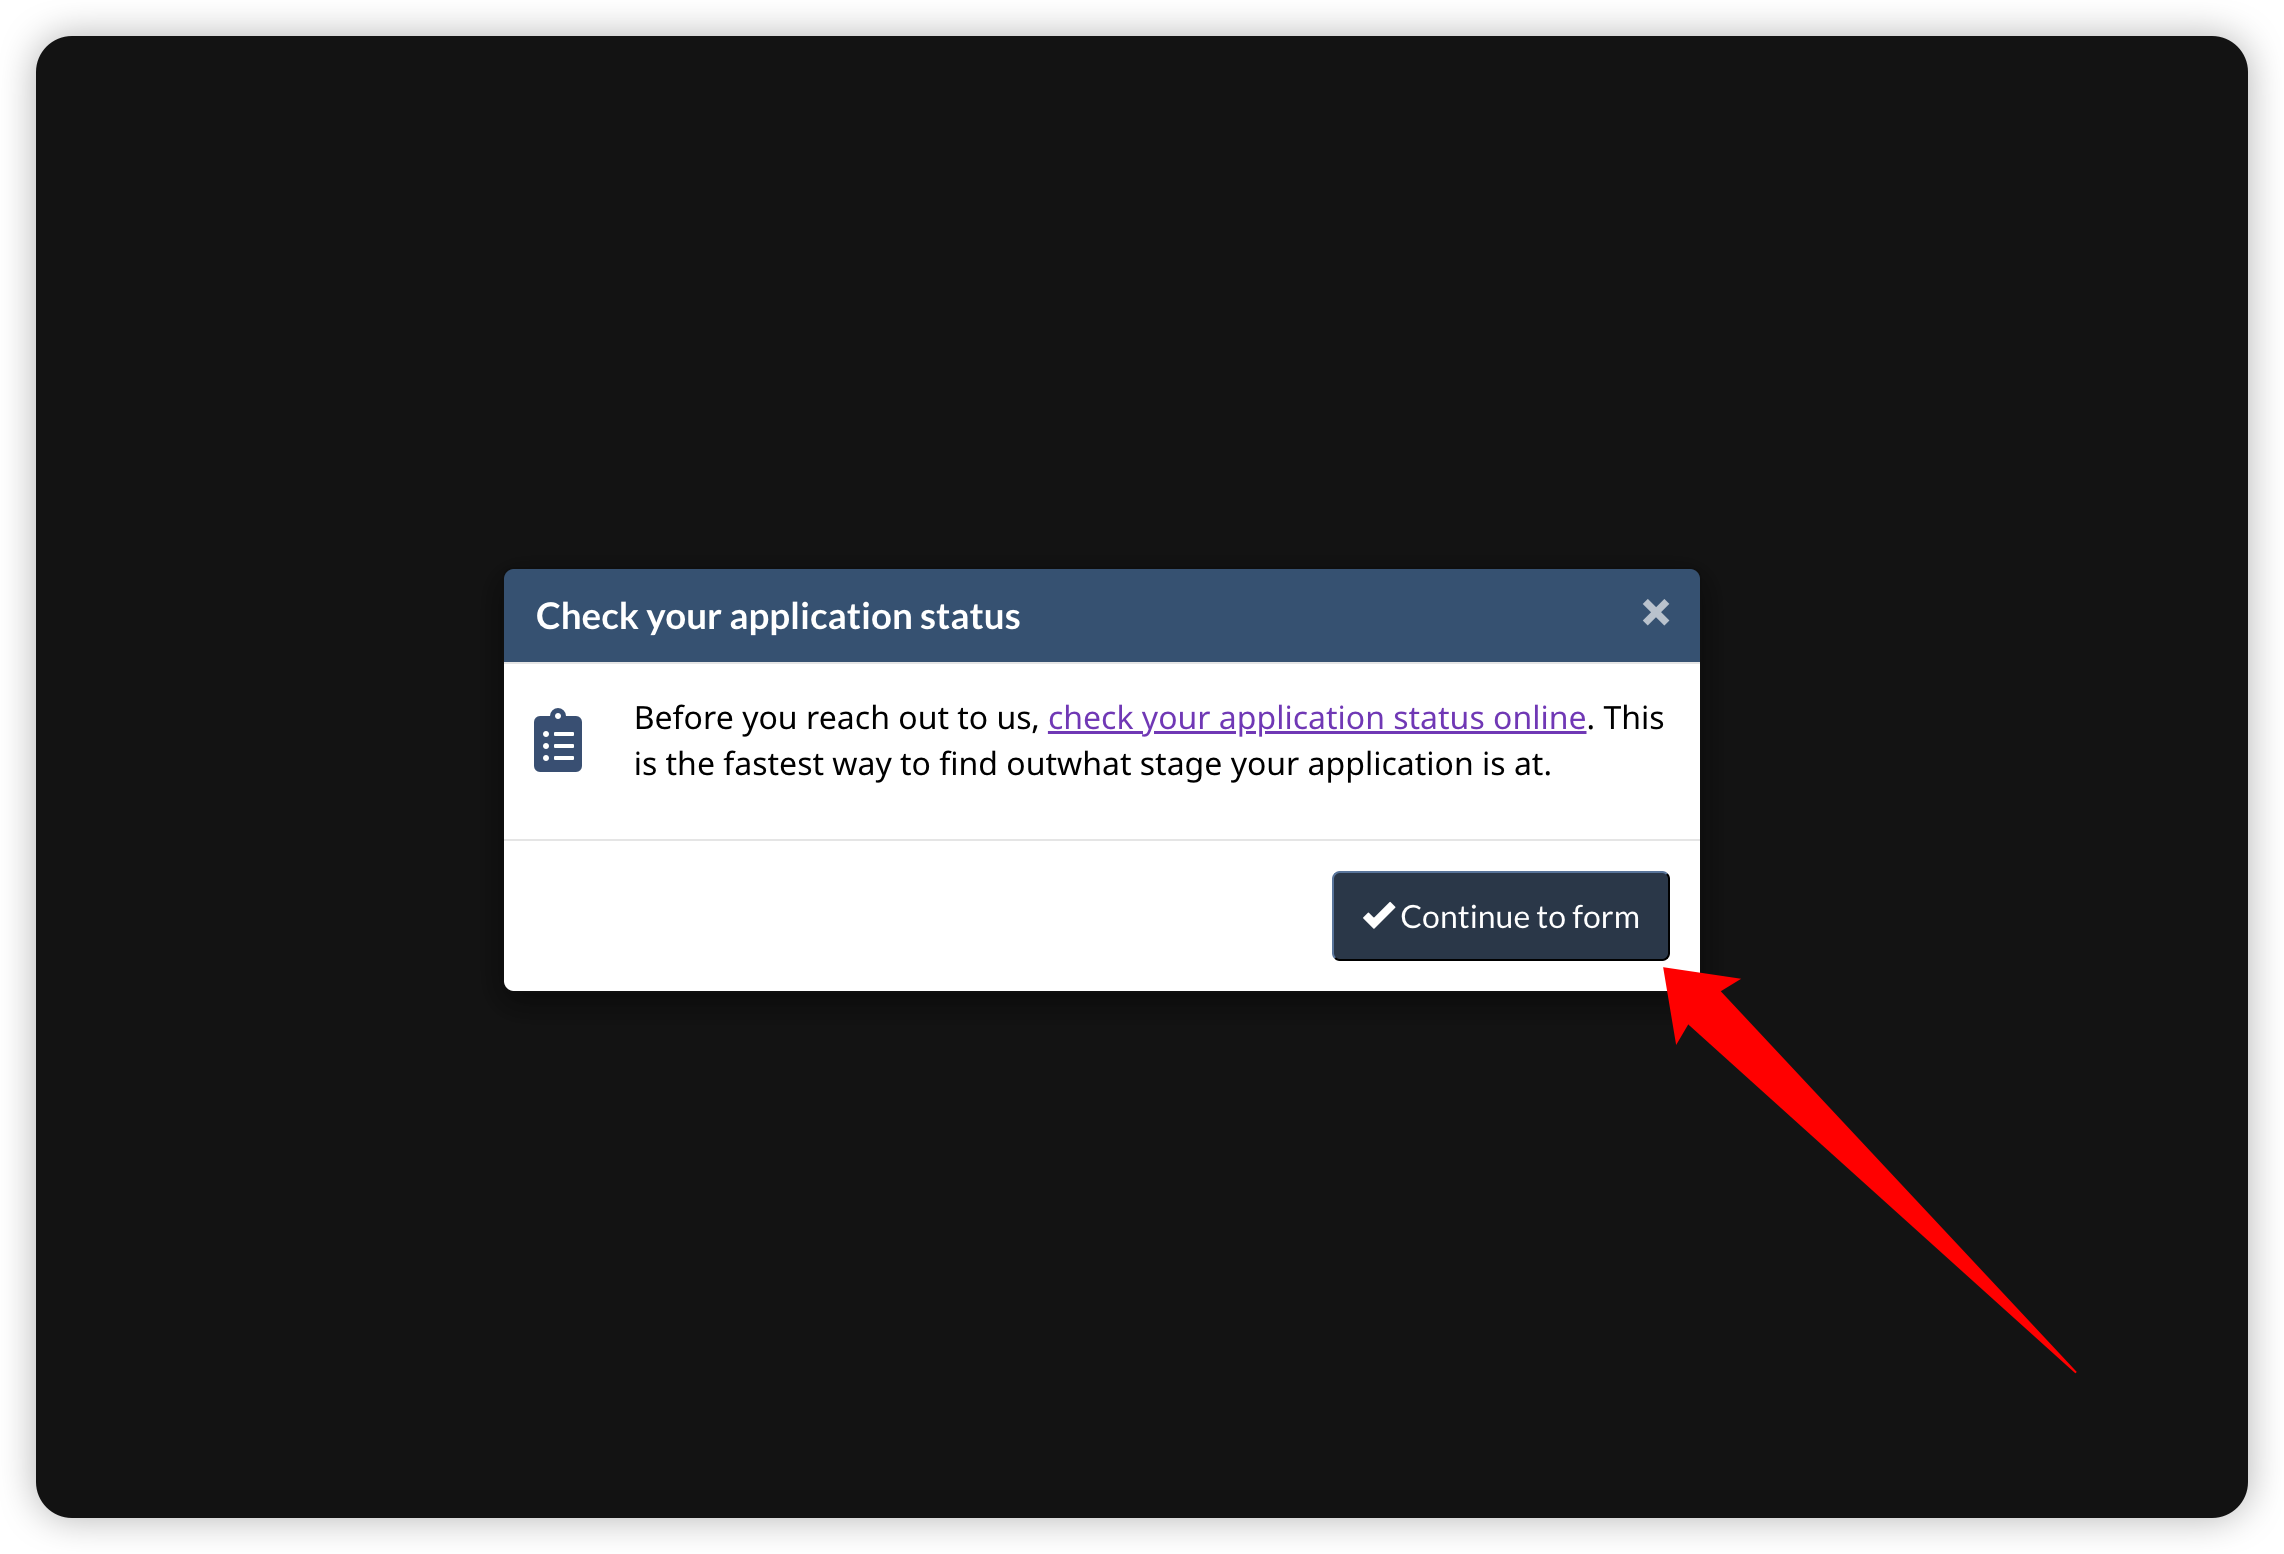 Check your application status
Before you reach out to us, check your application status online. This
is the fastest way to find outwhat stage your application is at.
Continue to form